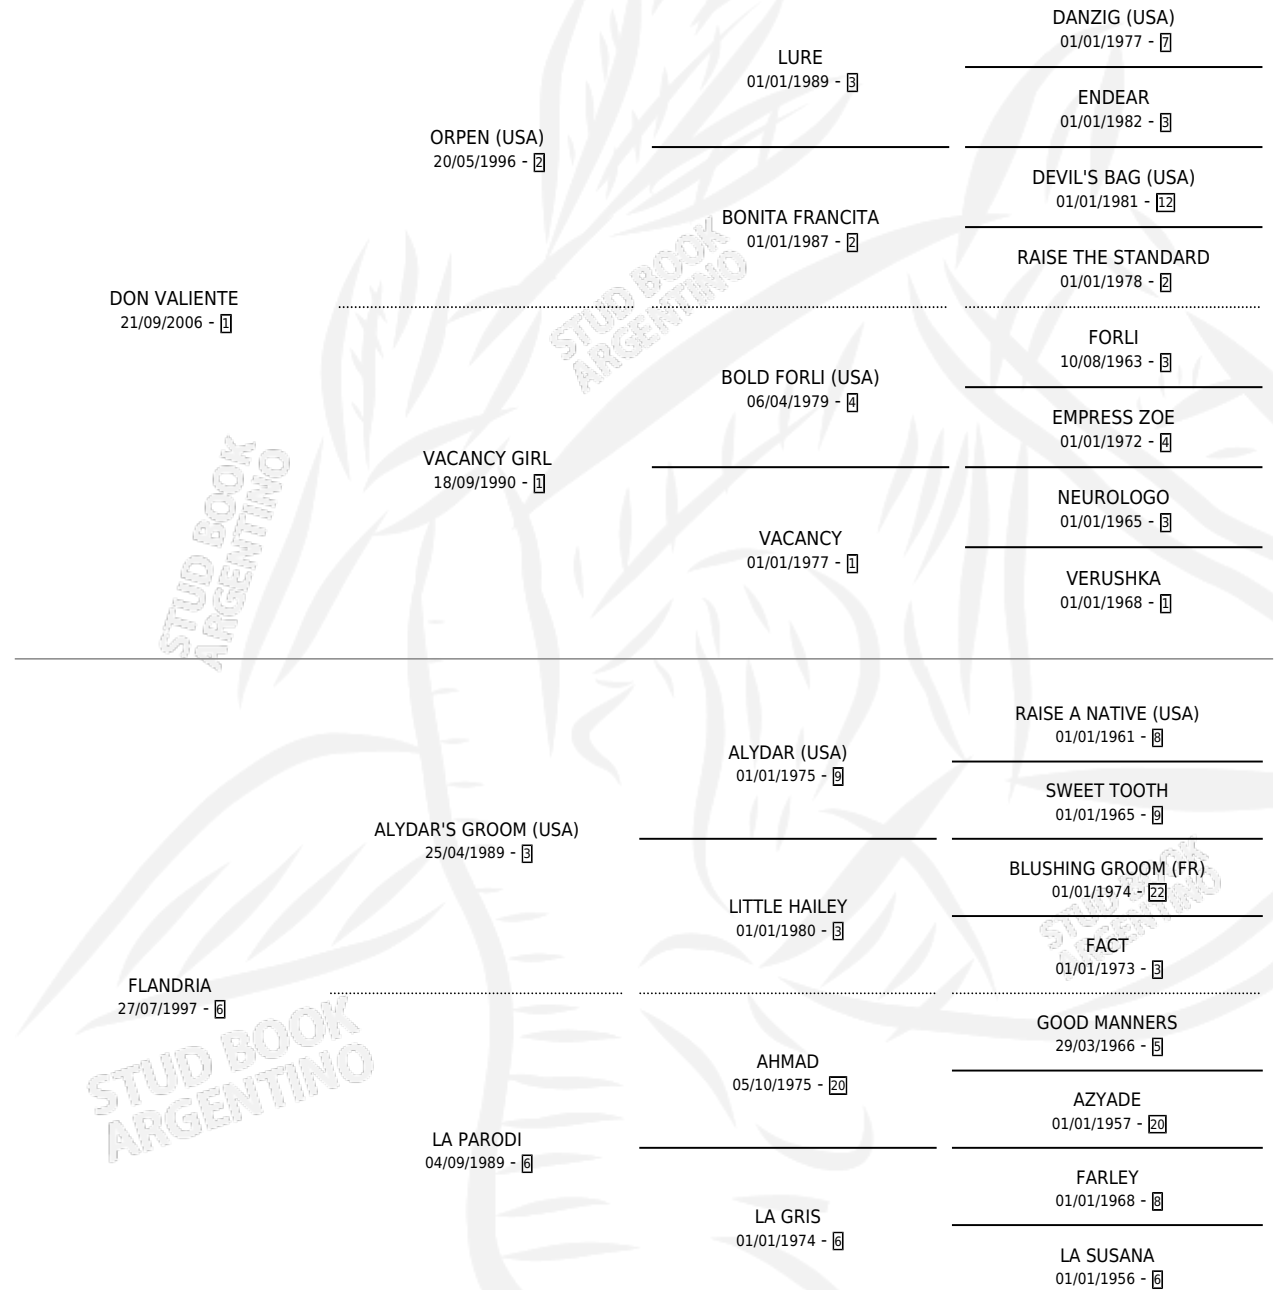 DANZIG (USA)
01/01/1977 - 7
LURE
01/01/1989 - 3
ENDEAR
01/01/1982 - 3
ORPEN (USA)
20/05/1996 - 2
DEVIL'S BAG (USA)
01/01/1981 - 12
BONITA FRANCITA
01/01/1987 - 2
RAISE THE STANDARD
01/01/1978 - 2
DON VALIENTE
21/09/2006 - 1
STUD BOOK
ARGENTINO
FORLI
10/08/1963 - 3
BOLD FORLI (USA)
06/04/1979 - 4
EMPRESS ZOE
01/01/1972 - 4
VACANCY GIRL
18/09/1990 - 1
NEUROLOGO
01/01/1965 - 3
VACANCY
01/01/1977 - 1
VERUSHKA
01/01/1968 - 1
STUD BOOK
ARGENTINO
RAISE A NATIVE (USA)
01/01/1961 - 8
ALYDAR (USA)
01/01/1975 - 9
SWEET TOOTH
01/01/1965 - 9
ALYDAR'S GROOM (USA)
25/04/1989 - 3
BLUSHING GROOM (FR)
01/01/1974 - 22
STUD BOOK
ARGENTINO
LITTLE HAILEY
01/01/1980 - 3
FACT
01/01/1973 - 3
FLANDRIA
27/07/1997 - 6
STUD BOOK
ARGENTINO
GOOD MANNERS
29/03/1966 - 5
AHMAD
05/10/1975 - 20
AZYADE
01/01/1957 - 20
LA PARODI
04/09/1989 - 6
FARLEY
01/01/1968 - 8
LA GRIS
01/01/1974 - 6
LA SUSANA
01/01/1956 - 6